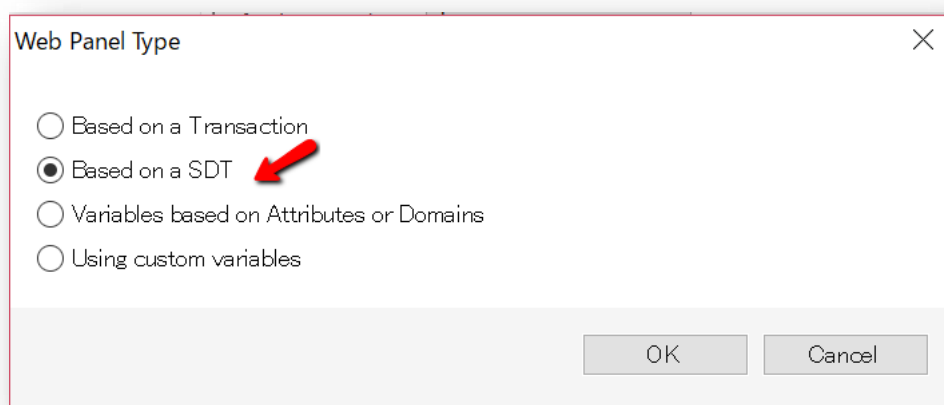 Web Panel Type
Based on a Transaction
Based on a SDT
Variables based on Attributes or Domains
Using custom variables
OK
Cancel